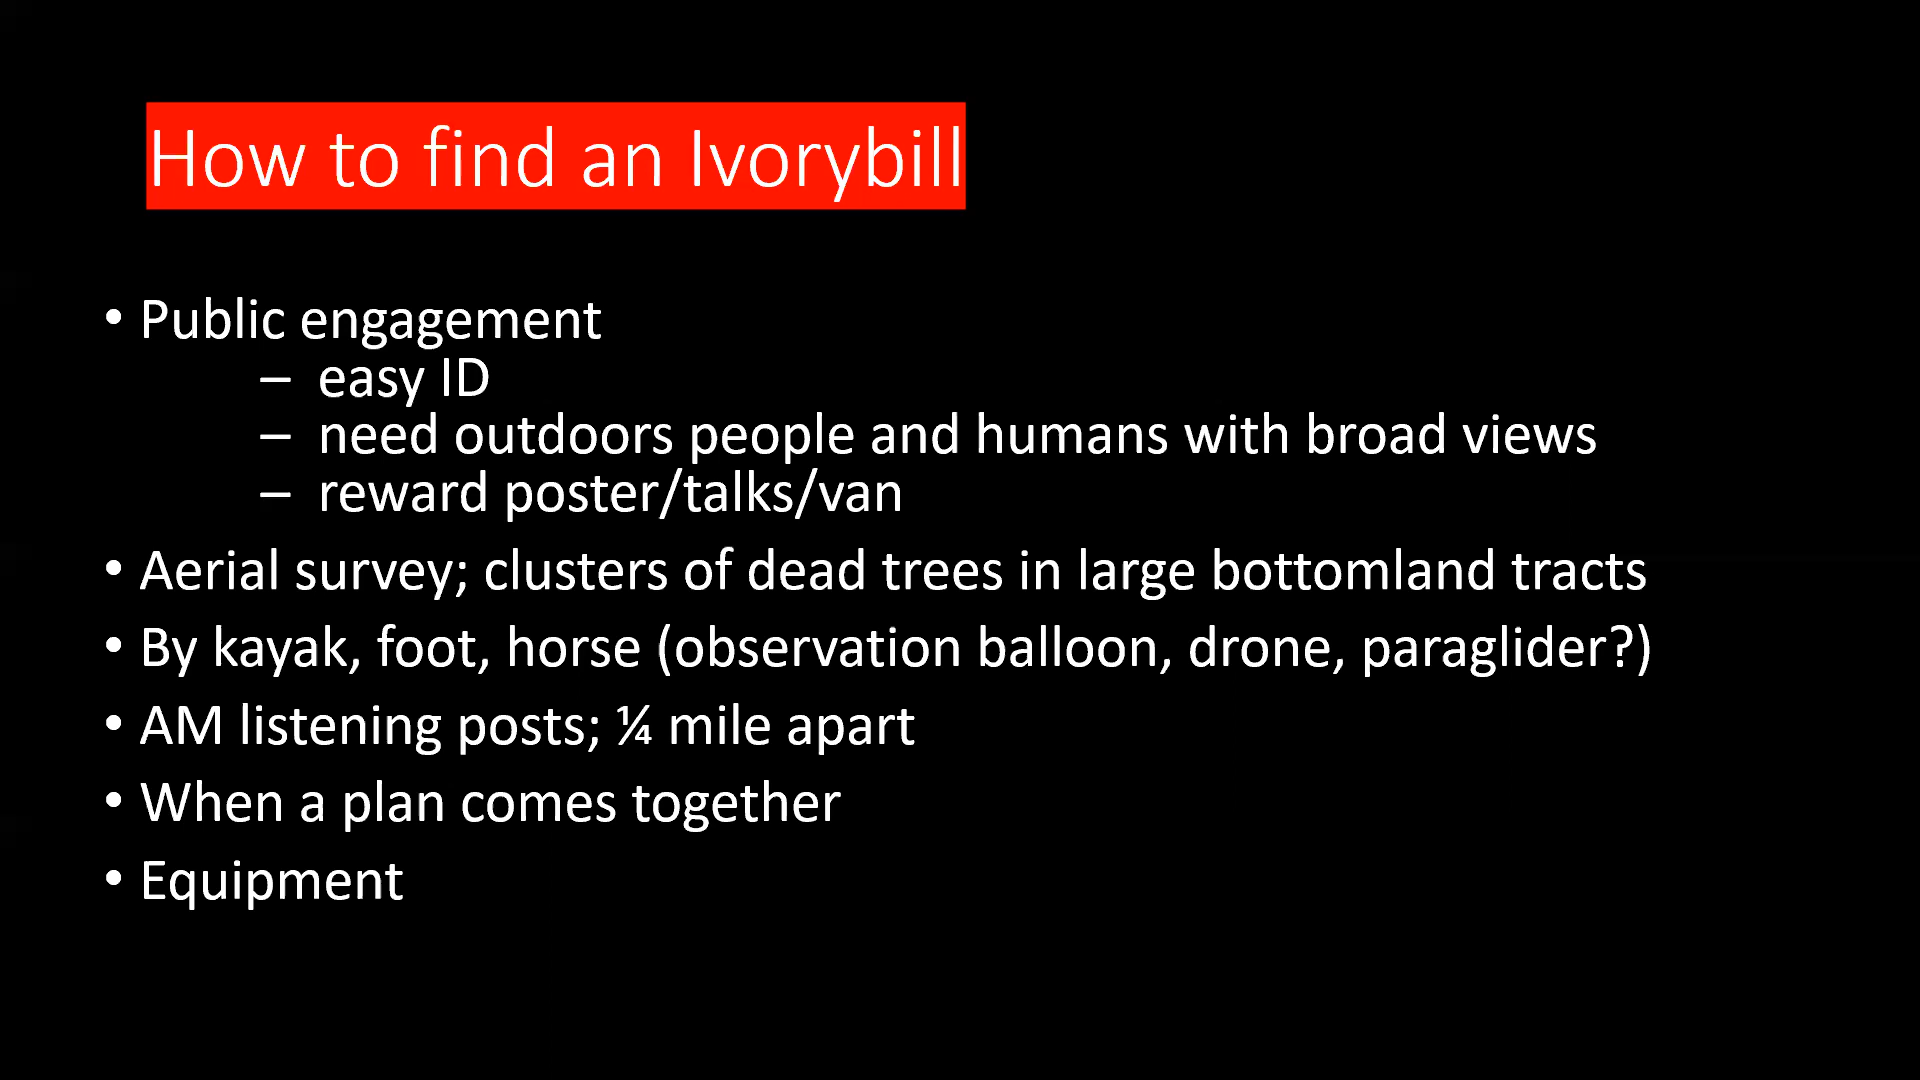 How to find an Ivorybill
• Public engagement
– easy ID
– need outdoors people and humans with broad views
– reward poster/talks/van
• Aerial survey; clusters of dead trees in large bottomland tracts
• By kayak, foot, horse (observation balloon, drone, paraglider?)
• AM listening posts; ¼ mile apart
• When a plan comes together
• Equipment